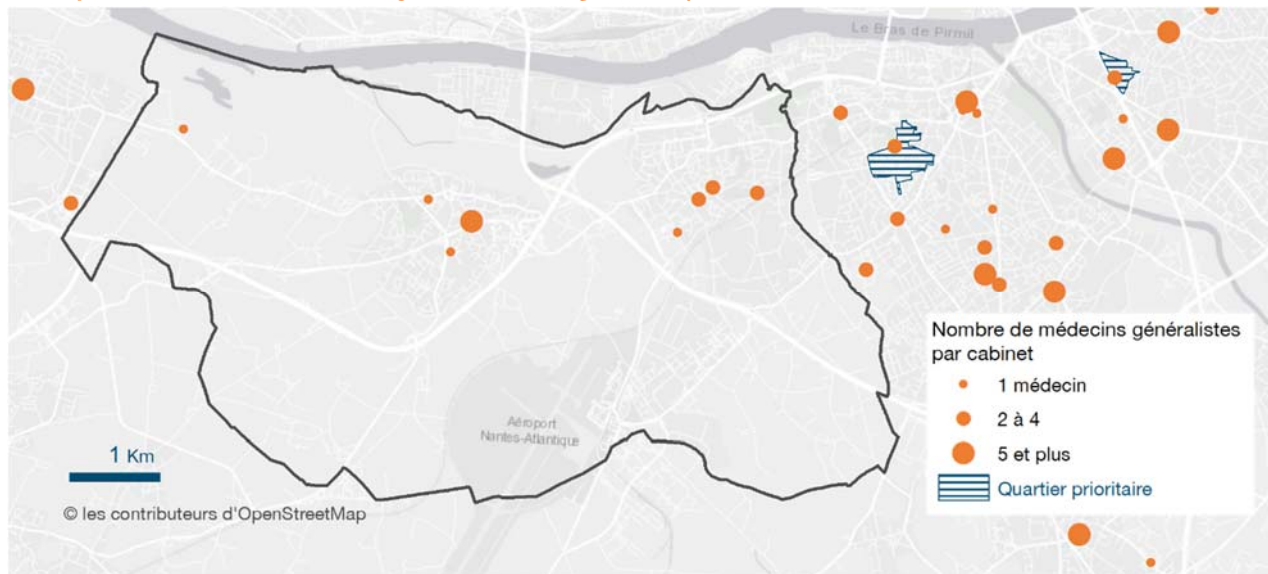 Le Bras de Pirmil
Aéroport
Nantes-Atlantique
1 Km
© les contributeurs d'OpenStreetMap
Nombre de médecins généralistes
par cabinet
1 médecin
2 à 4
5 et plus
Quartier prioritaire